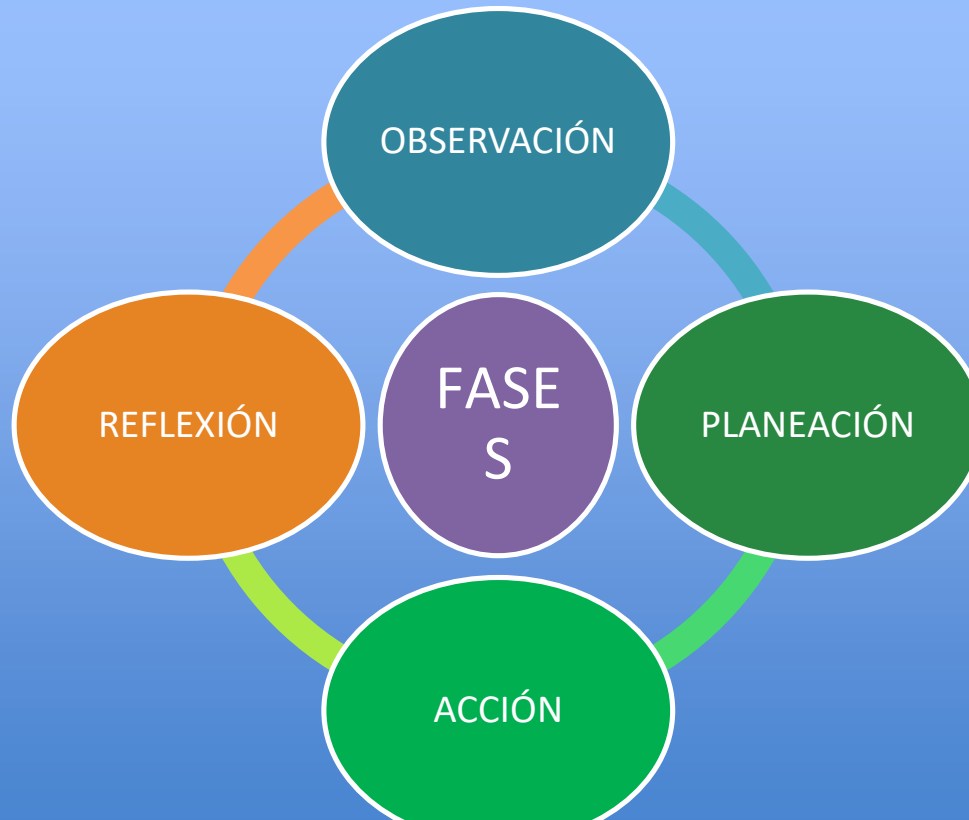 OBSERVACIÓN
REFLEXIÓN
FASE
S
PLANEACIÓN
ACCIÓN